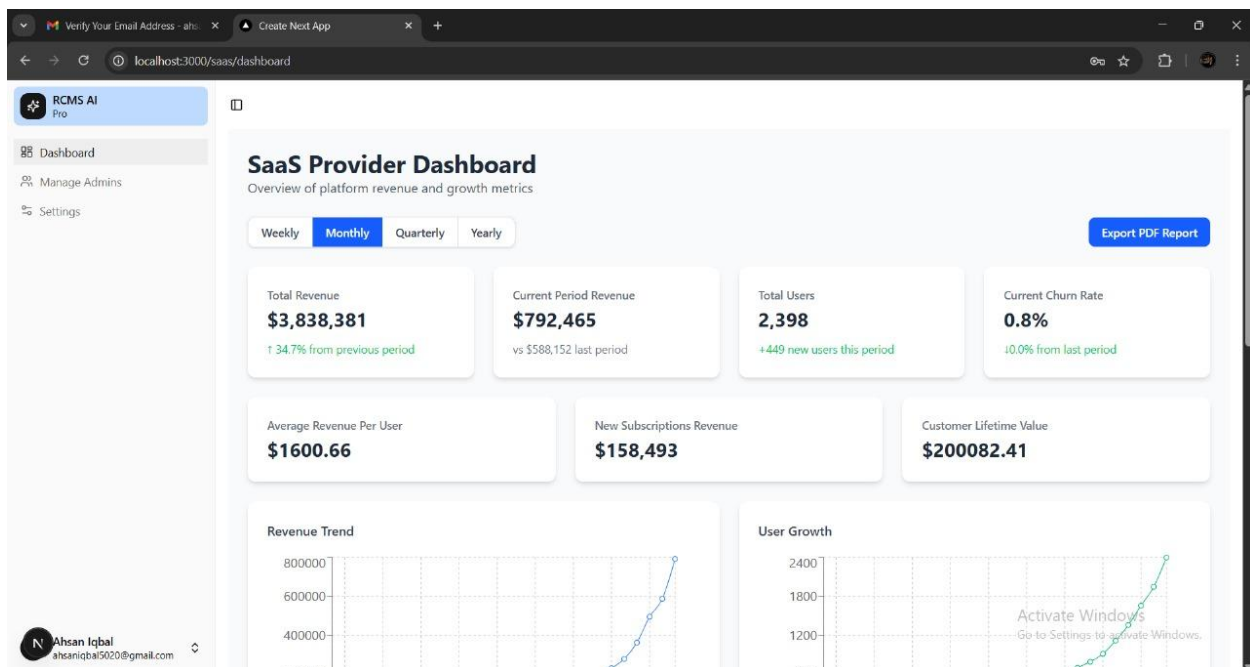 Verify Your Email Address - ahs
Create Next App
localhost:3000/saas/dashboard
RCMS AI
Pro
Dashboard
Manage Admins
Settings
SaaS Provider Dashboard
Overview of platform revenue and growth metrics
Weekly Monthly Quarterly Yearly
Export PDF Report
Total Revenue
$3,838,381
↑ 34.7% from previous period
Current Period Revenue
$792,465
vs $588,152 last period
Total Users
2,398
+449 new users this period
Current Churn Rate
0.8%
↓0.0% from last period
Average Revenue Per User
$1600.66
New Subscriptions Revenue
$158,493
Customer Lifetime Value
$200082.41
Revenue Trend
800000
600000
400000
User Growth
2400
1800
1200
Activate Windows
Go to Settings to activate Windows.
N
Ahsan Iqbal
ahsaniqbal5020@gmail.com